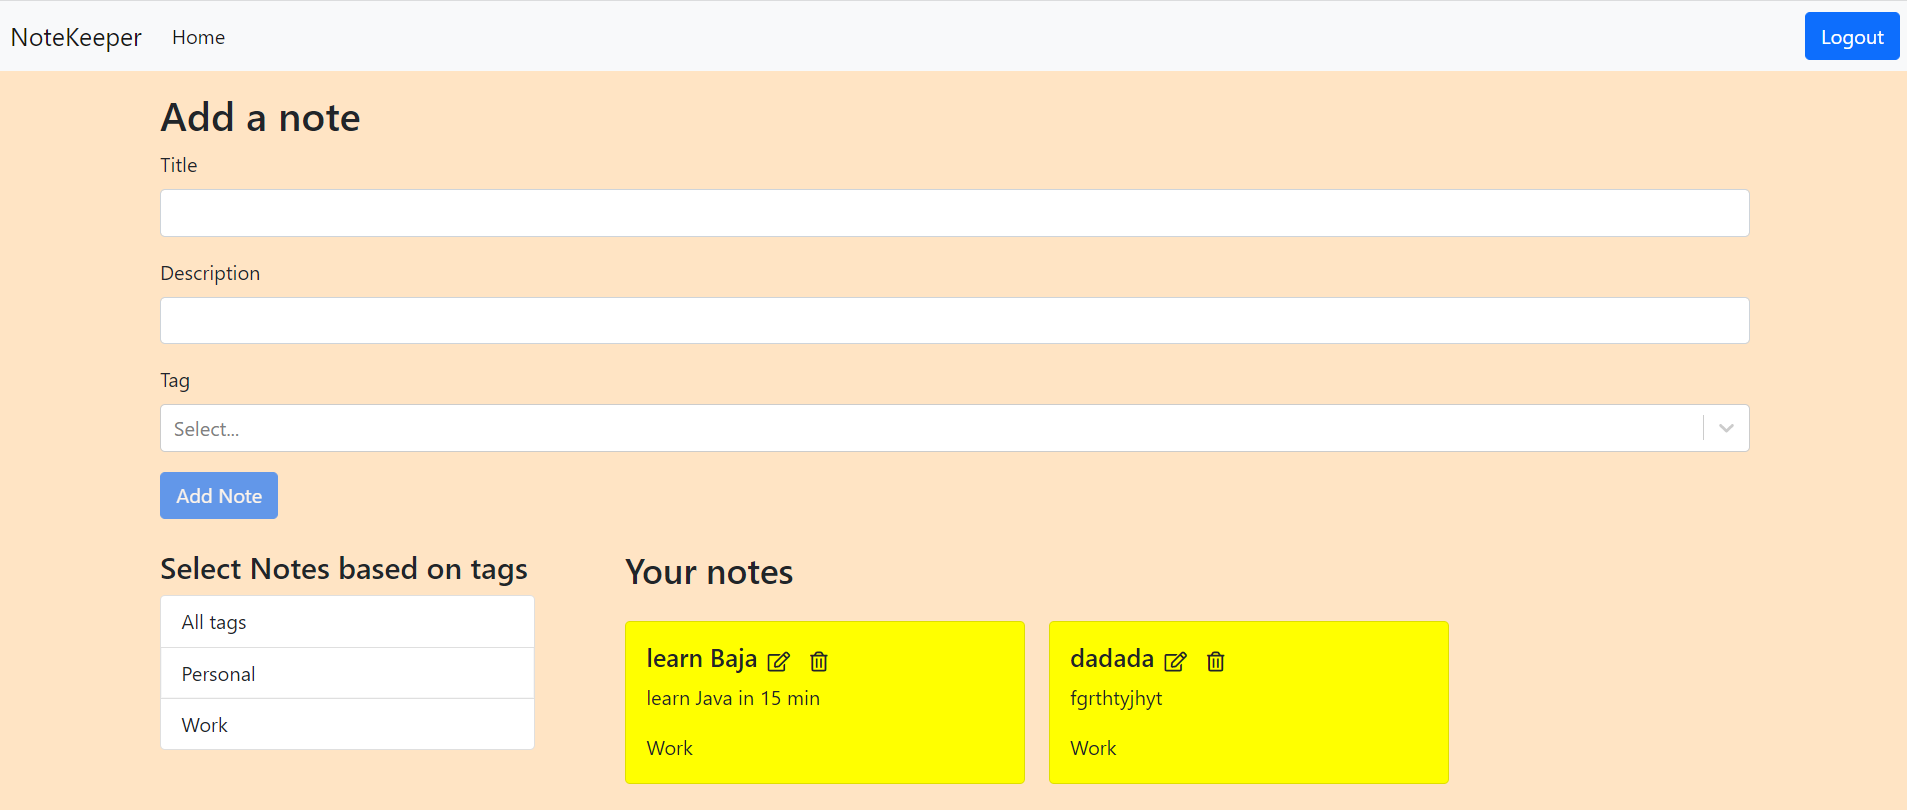 NoteKeeper Home Logout
Add a note
Title
Description
Tag
Select...
Add Note
Select Notes based on tags
All tags
Personal
Work
Your notes
learn Baja
learn Java in 15 min
Work
dadada
fgrthtyjhyt
Work